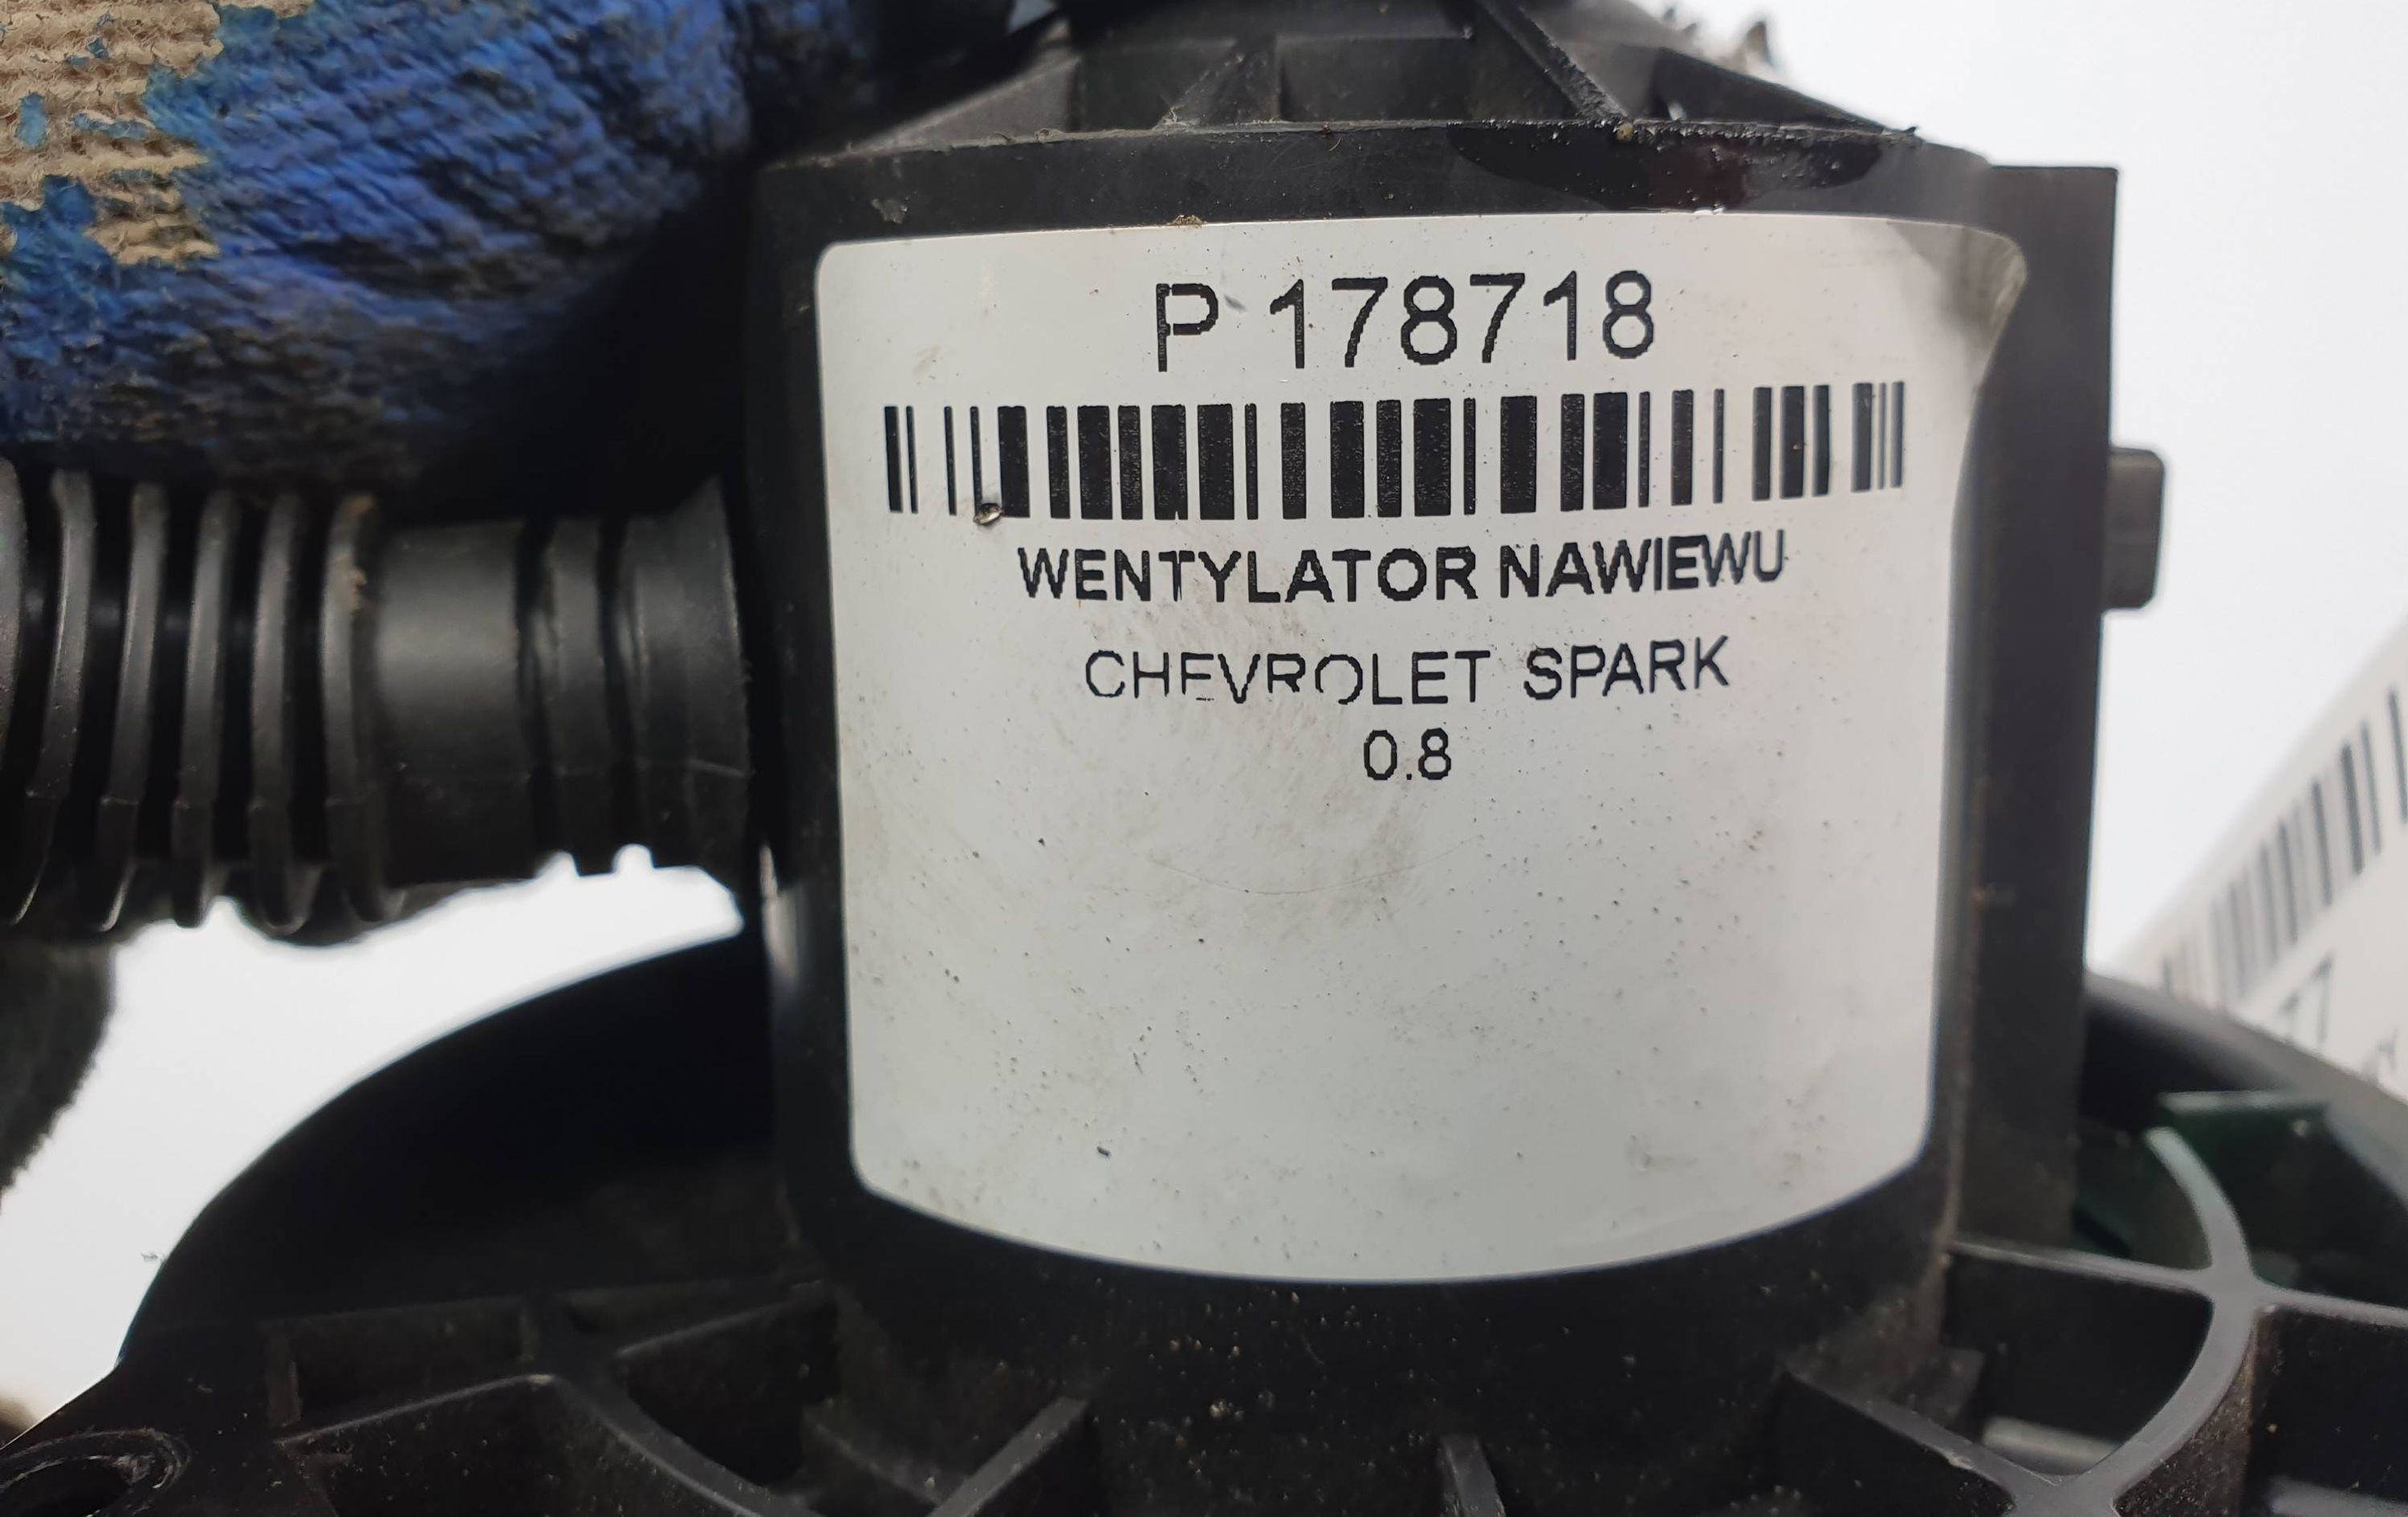 P 178718
WENTYLATOR NAWIEWU
CHEVROLET SPARK
0.8